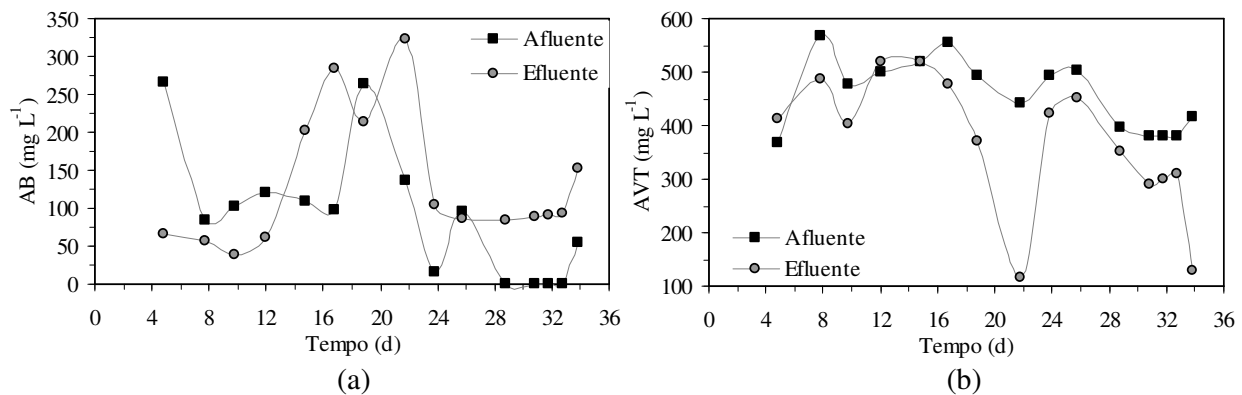 350
300
250
200
150
100
50
0
AB (mg L⁻¹)
Afluente
Efluente
0 4 8 12 16 20 24 28 32 36
Tempo (d)
(a)
600
500
400
300
200
100
AVT (mg L⁻¹)
Afluente
Efluente
0 4 8 12 16 20 24 28 32 36
Tempo (d)
(b)